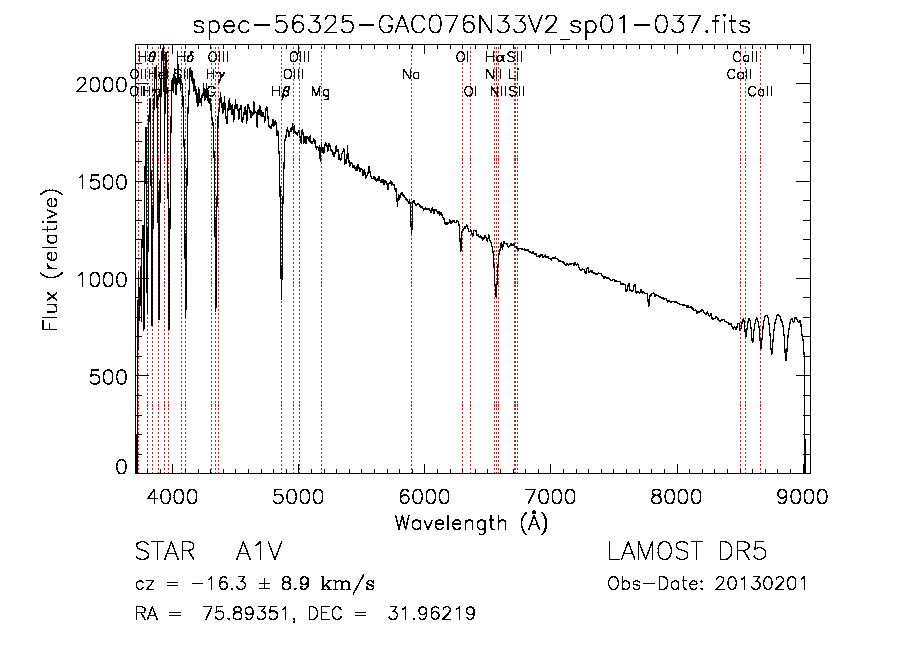 spec-56325-GAC076N33V2_sp01-037.fits
Hδ OIII OIII OI Hα SII CaII
OII Hγ OIII Na NII Li CaII
Hβ Mg OI NII SII CaII
G
2000
1500
1000
500
0
Flux (relative)
4000 5000 6000 7000 8000 9000
Wavelength (Å)
STAR A1V LAMOST DR5
cz = -16.3 ± 8.9 km/s Obs-Date: 20130201
RA = 75.89351, DEC = 31.96219